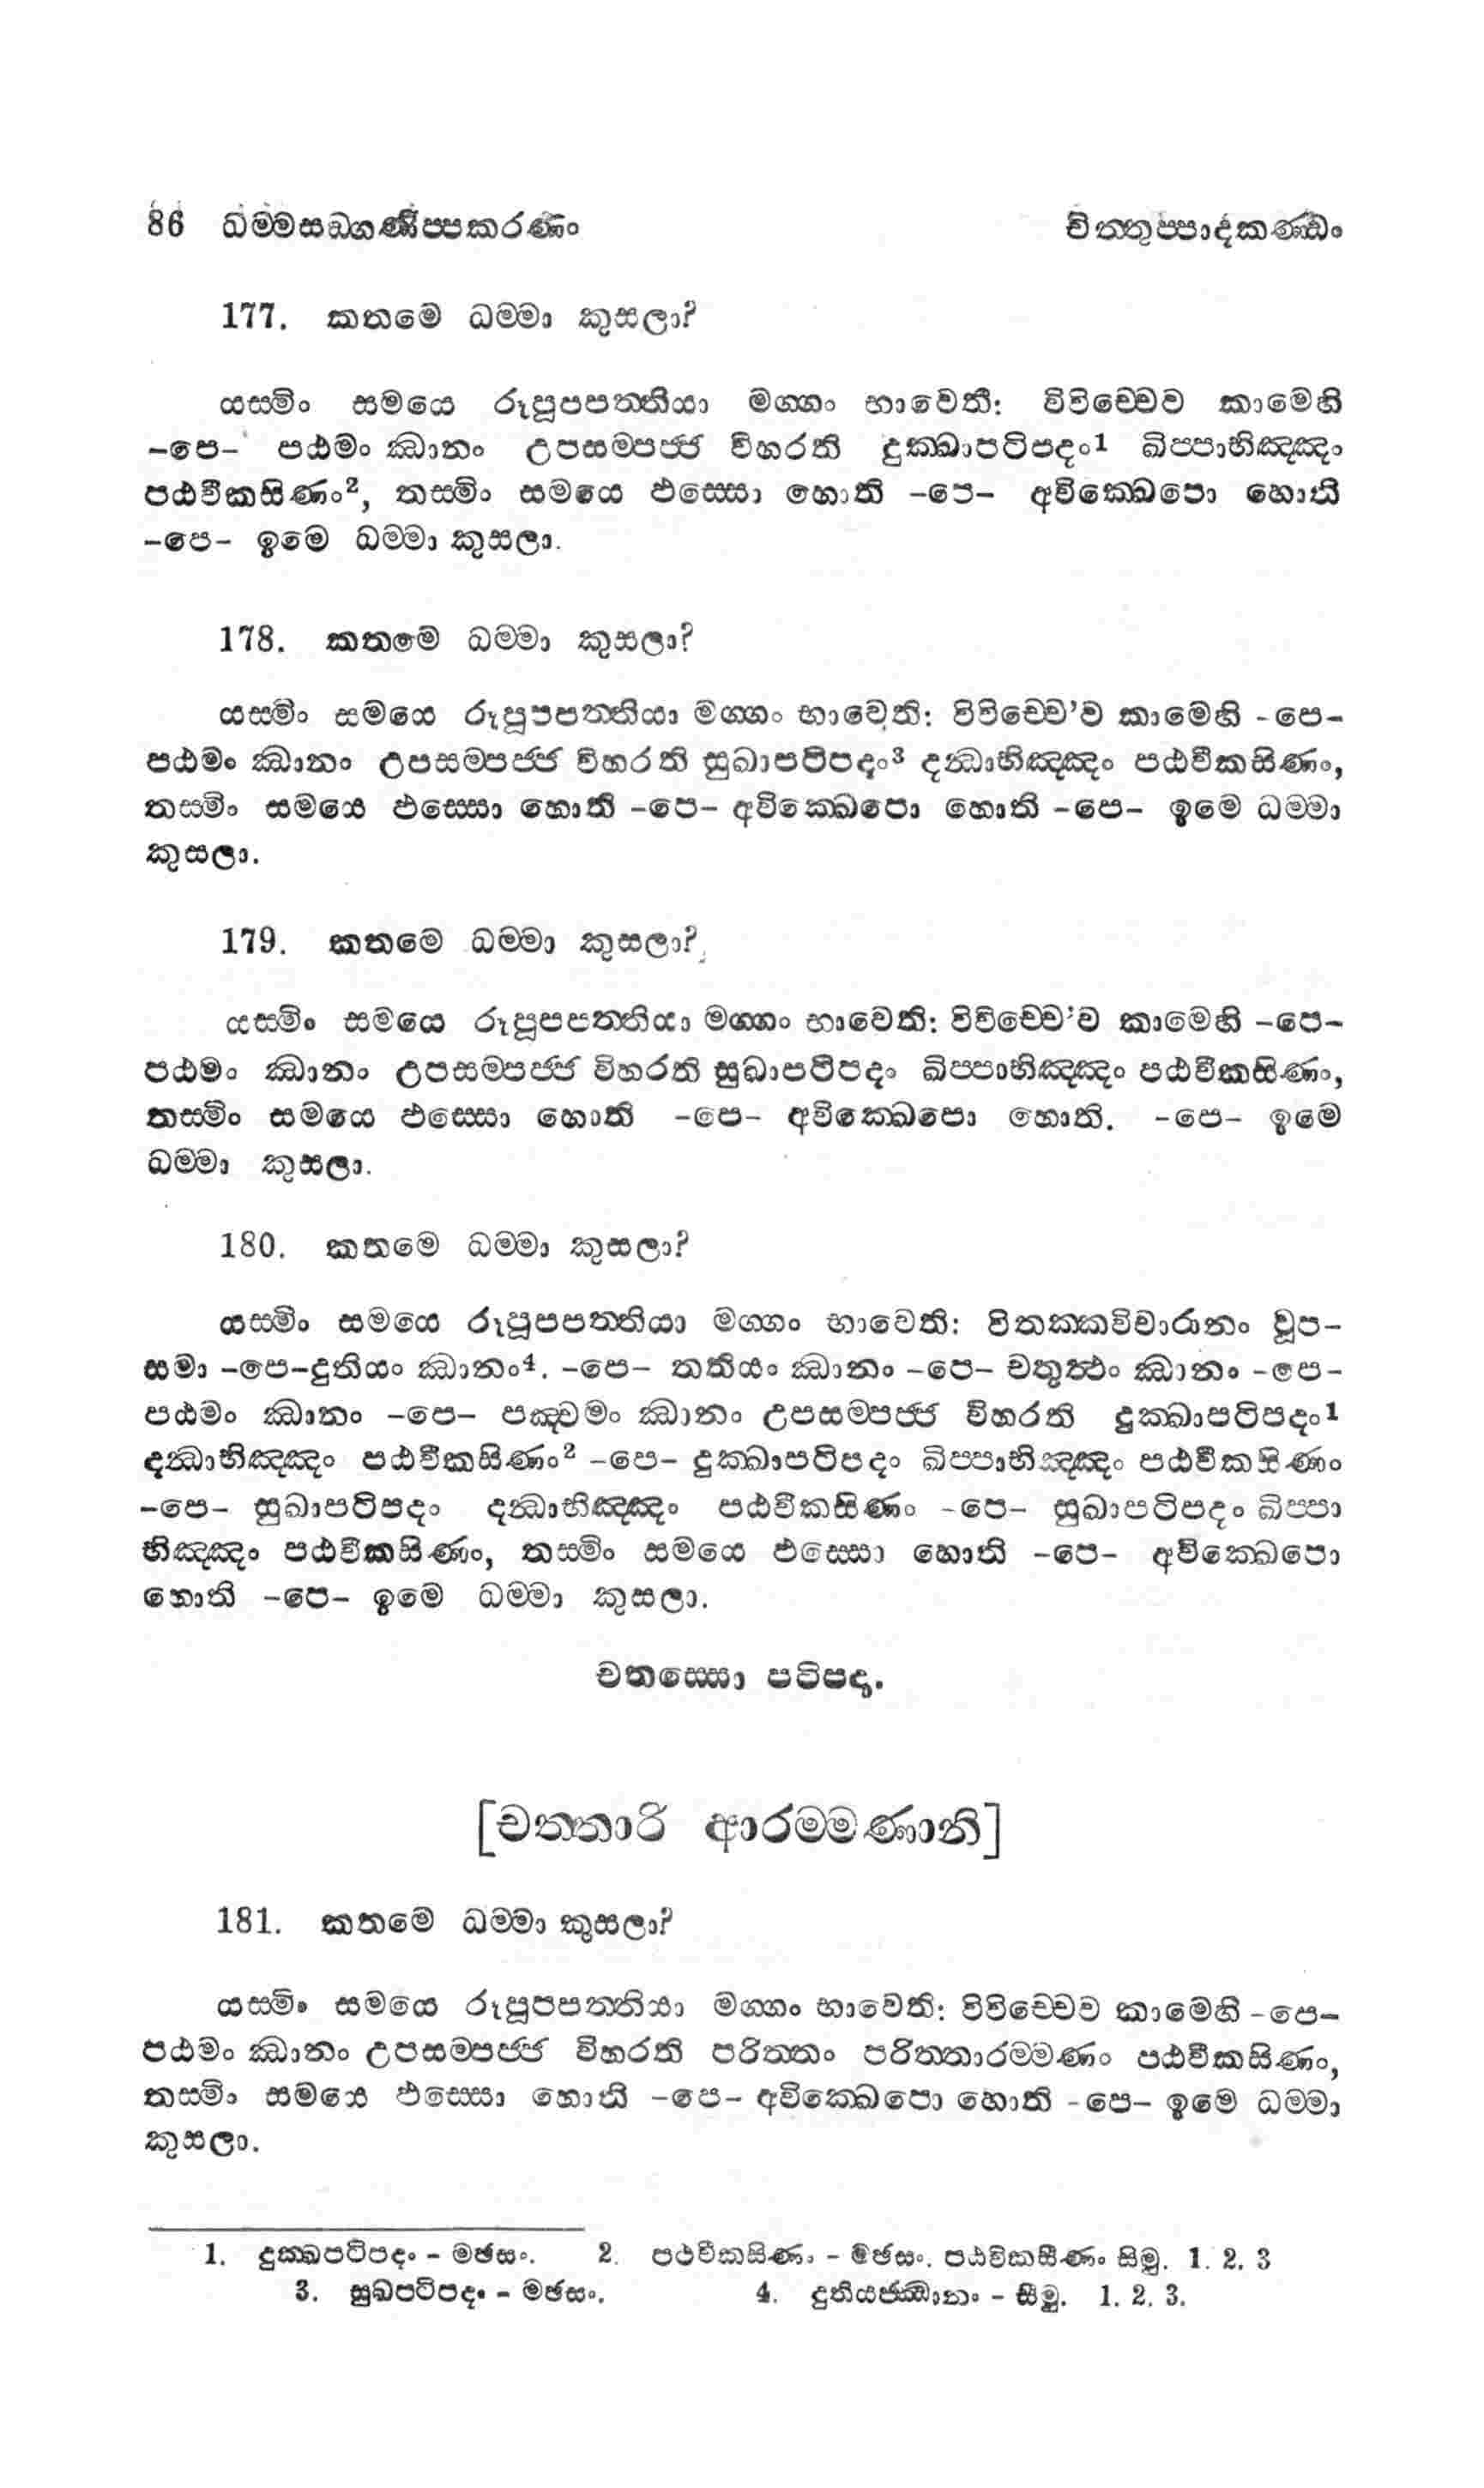 86 ධම්මසඞ්ගණිප්පකරණං චිත්තුප්පාදකණ්ඩං
177. කතමෙ ධම්මා කුසලා?
යස්මිං සමයෙ රූපූපපත්තියා මග්ගං භාවෙති: විවිච්චෙව කාමෙහි
-පෙ- පඨමං ඣානං උපසම්පජ්ජ විහරති දුක්ඛාපටිපදං¹ ඛිප්පාභිඤ්ඤං
පඨවීකසිණං², තස්මිං සමයෙ ඵස්සො හොති -පෙ- අවික්ඛෙපො හොති
-පෙ- ඉමෙ ධම්මා කුසලා.
178. කතමෙ ධම්මා කුසලා?
යස්මිං සමයෙ රූපූපපත්තියා මග්ගං භාවෙති: විවිච්චෙ’ව කාමෙහි -පෙ-
පඨමං ඣානං උපසම්පජ්ජ විහරති සුඛාපටිපදං³ දන්ධාභිඤ්ඤං පඨවීකසිණං,
තස්මිං සමයෙ ඵස්සො හොති -පෙ- අවික්ඛෙපො හොති -පෙ- ඉමෙ ධම්මා
කුසලා.
179. කතමෙ ධම්මා කුසලා?
යස්මිං සමයෙ රූපූපපත්තියා මග්ගං භාවෙති: විවිච්චෙ’ව කාමෙහි -පෙ-
පඨමං ඣානං උපසම්පජ්ජ විහරති සුඛාපටිපදං ඛිප්පාභිඤ්ඤං පඨවීකසිණං,
තස්මිං සමයෙ ඵස්සො හොති -පෙ- අවික්ඛෙපො හොති. -පෙ- ඉමෙ
ධම්මා කුසලා.
180. කතමෙ ධම්මා කුසලා?
යස්මිං සමයෙ රූපූපපත්තියා මග්ගං භාවෙති: විතක්කවිචාරානං වූප-
සමා -පෙ-දුතියං ඣානං⁴. -පෙ- තතියං ඣානං -පෙ- චතුත්ථං ඣානං -පෙ-
පඨමං ඣානං -පෙ- පඤ්චමං ඣානං උපසම්පජ්ජ විහරති දුක්ඛාපටිපදං¹
දන්ධාභිඤ්ඤං පඨවීකසිණං² -පෙ- දුක්ඛාපටිපදං ඛිප්පාභිඤ්ඤං පඨවීකසිණං
-පෙ- සුඛාපටිපදං දන්ධාභිඤ්ඤං පඨවීකසිණං -පෙ- සුඛාපටිපදං ඛිප්පා
භිඤ්ඤං පඨවීකසිණං, තස්මිං සමයෙ ඵස්සො හොති -පෙ- අවික්ඛෙපො
හොති -පෙ- ඉමෙ ධම්මා කුසලා.
චතස්සො පටිපදා.
[චත්තාරි ආරම්මණානි]
181. කතමෙ ධම්මා කුසලා?
යස්මිං සමයෙ රූපූපපත්තියා මග්ගං භාවෙති: විවිච්චෙව කාමෙහි -පෙ-
පඨමං ඣානං උපසම්පජ්ජ විහරති පරිත්තං පරිත්තාරම්මණං පඨවීකසිණං,
තස්මිං සමයෙ ඵස්සො හොති -පෙ- අවික්ඛෙපො හොති -පෙ- ඉමෙ ධම්මා
කුසලා.
1. දුක්ඛපටිපදං - මඡසං. 2. පථවීකසිණං - මඡසං. පඨවිකසීණං සිමු. 1. 2. 3
3. සුඛපටිපදං - මඡසං. 4. දුතියජ්ඣානං - සීමු. 1. 2. 3.